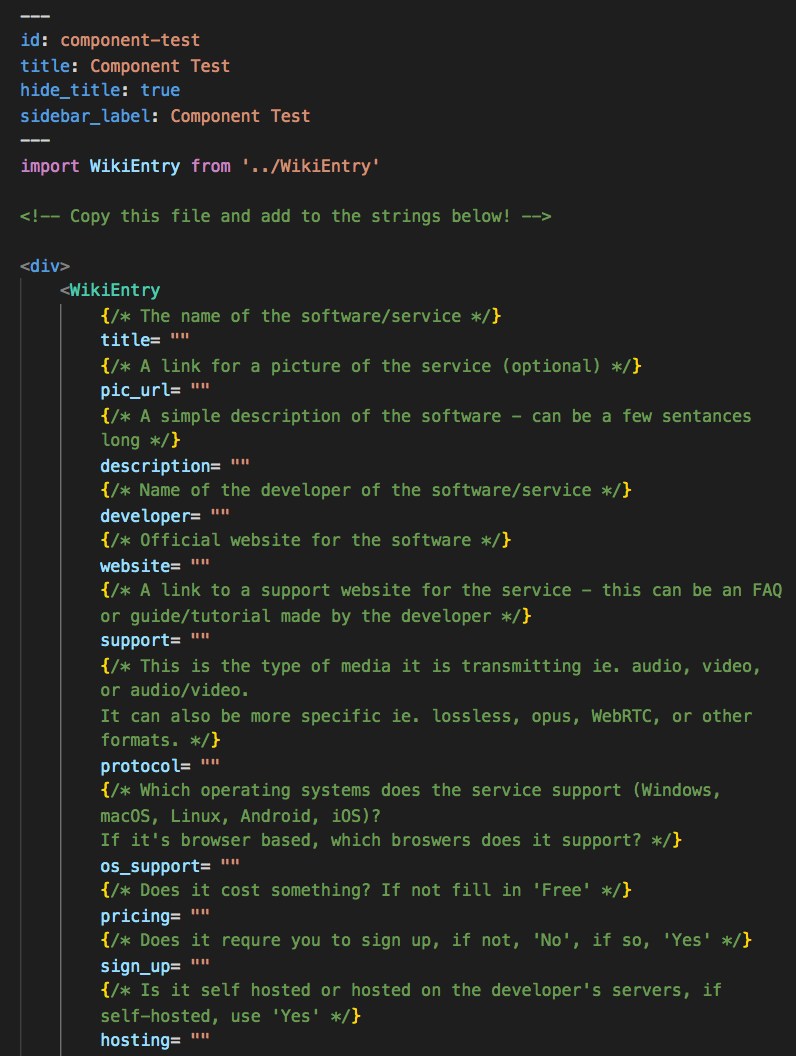 ---
id: component-test
title: Component Test
hide_title: true
sidebar_label: Component Test
---
import WikiEntry from '../WikiEntry'
<!-- Copy this file and add to the strings below! -->
<div>
<WikiEntry
{/* The name of the software/service */}
title= ""
{/* A link for a picture of the service (optional) */}
pic_url= ""
{/* A simple description of the software - can be a few sentances
long */}
description= ""
{/* Name of the developer of the software/service */}
developer= ""
{/* Official website for the software */}
website= ""
{/* A link to a support website for the service - this can be an FAQ
or guide/tutorial made by the developer */}
support= ""
{/* This is the type of media it is transmitting ie. audio, video,
or audio/video.
It can also be more specific ie. lossless, opus, WebRTC, or other
formats. */}
protocol= ""
{/* Which operating systems does the service support (Windows,
macOS, Linux, Android, iOS)?
If it's browser based, which broswers does it support? */}
os_support= ""
{/* Does it cost something? If not fill in 'Free' */}
pricing= ""
{/* Does it requre you to sign up, if not, 'No', if so, 'Yes' */}
sign_up= ""
{/* Is it self hosted or hosted on the developer's servers, if
self-hosted, use 'Yes' */}
hosting= ""